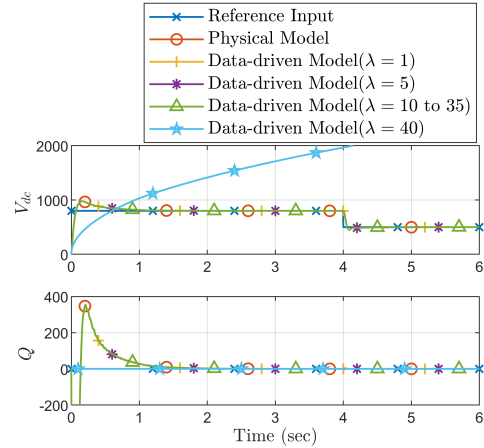 Reference Input
Physical Model
Data-driven Model(λ = 1)
Data-driven Model(λ = 5)
Data-driven Model(λ = 10 to 35)
Data-driven Model(λ = 40)
2000
1000
0
V_dc
0 1 2 3 4 5 6
400
200
0
-200
Q
0 1 2 3 4 5 6
Time (sec)